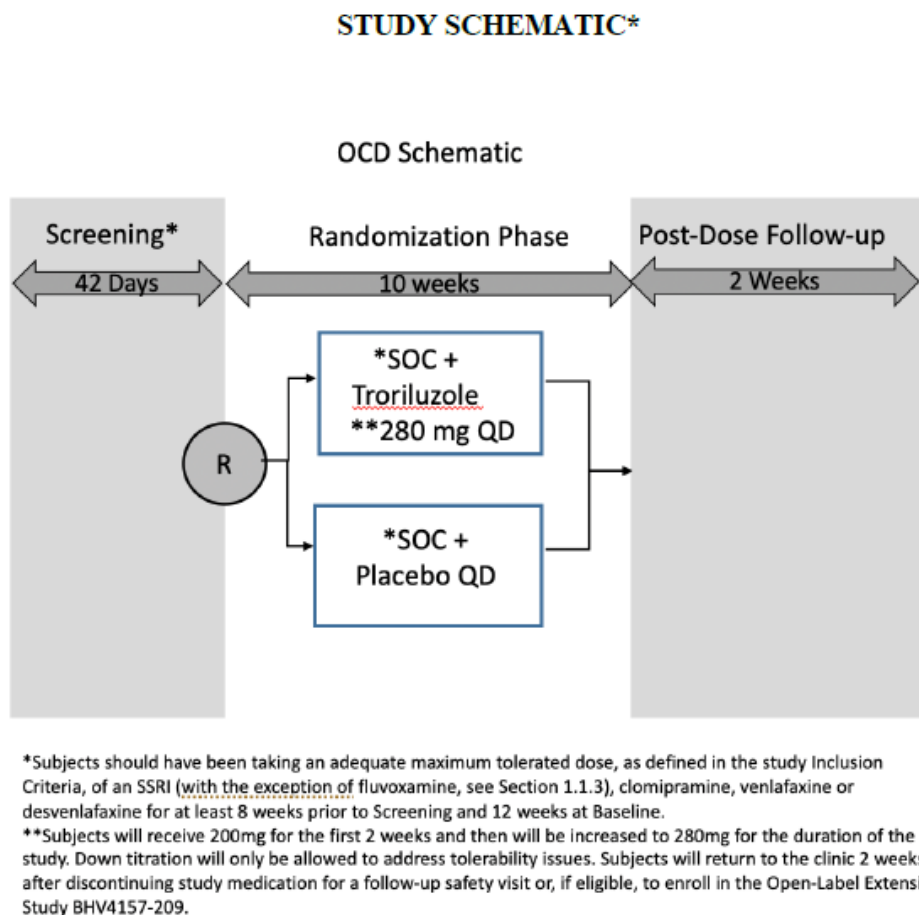 STUDY SCHEMATIC*
OCD Schematic
Screening*
Randomization Phase
Post-Dose Follow-up
42 Days
10 weeks
2 Weeks
*SOC +
Troriluzole
**280 mg QD
R
*SOC +
Placebo QD
*Subjects should have been taking an adequate maximum tolerated dose, as defined in the study Inclusion
Criteria, of an SSRI (with the exception of fluvoxamine, see Section 1.1.3), clomipramine, venlafaxine or
desvenlafaxine for at least 8 weeks prior to Screening and 12 weeks at Baseline.
**Subjects will receive 200mg for the first 2 weeks and then will be increased to 280mg for the duration of the
study. Down titration will only be allowed to address tolerability issues. Subjects will return to the clinic 2 weeks
after discontinuing study medication for a follow-up safety visit or, if eligible, to enroll in the Open-Label Extensi
Study BHV4157-209.